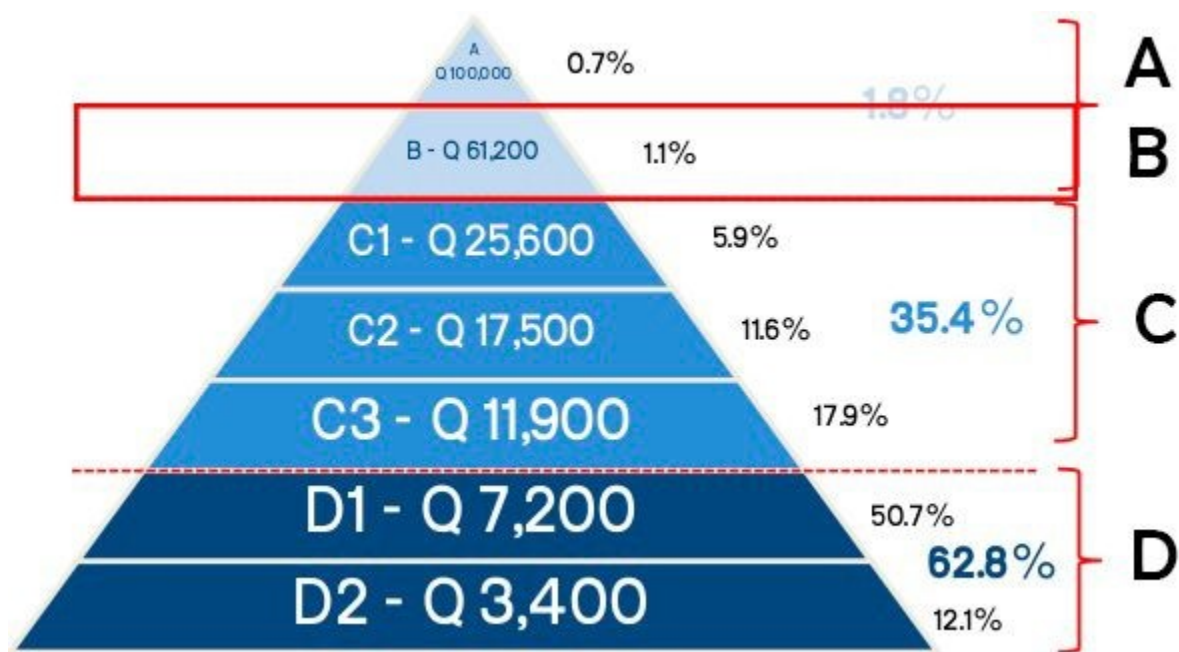 A
Q 100,000
0.7%
A
1.8%
B - Q 61,200
1.1%
B
C1 - Q 25,600
5.9%
C2 - Q 17,500
11.6%
35.4%
C
C3 - Q 11,900
17.9%
D1 - Q 7,200
50.7%
62.8%
D
D2 - Q 3,400
12.1%